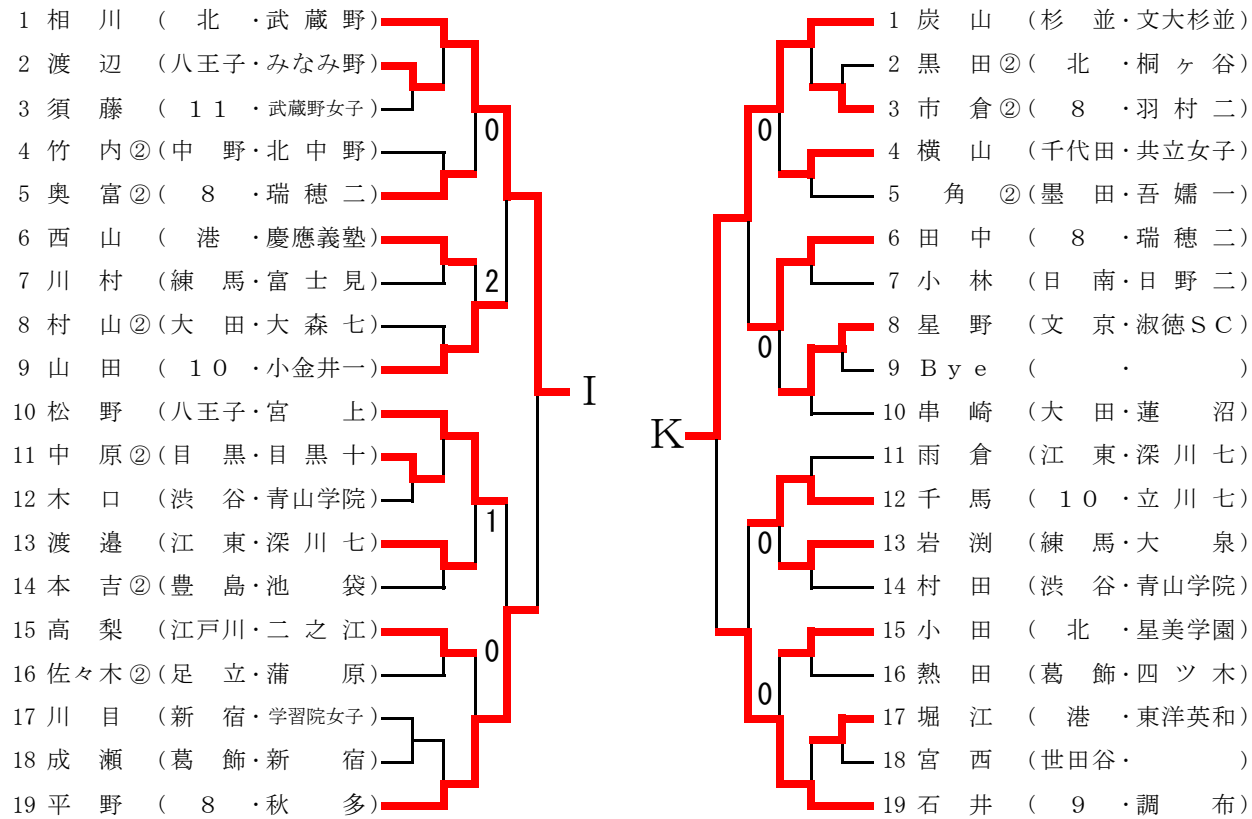 1 相 川 ( 北 ・武 蔵 野)
2 渡 辺 (八王子・みなみ野)
3 須 藤 ( 11 ・武蔵野女子)
4 竹 内②(中 野・北中野)
5 奥 富②( 8 ・瑞 穂 二)
6 西 山 ( 港 ・慶應義塾)
7 川 村 (練 馬・富 士 見)
8 村 山②(大 田・大 森 七)
9 山 田 ( 10 ・小金井一)
10 松 野 (八王子・宮 上)
11 中 原②(目 黒・目 黒 十)
12 木 口 (渋 谷・青山学院)
13 渡 邉 (江 東・深 川 七)
14 本 吉②(豊 島・池 袋)
15 高 梨 (江戸川・二 之 江)
16 佐々木②(足 立・蒲 原)
17 川 目 (新 宿・学習院女子)
18 成 瀬 (葛 飾・新 宿)
19 平 野 ( 8 ・秋 多)
0
2
1
0
I
1 炭 山 (杉 並・文大杉並)
2 黒 田②( 北 ・桐 ヶ 谷)
3 市 倉②( 8 ・羽 村 二)
4 横 山 (千代田・共立女子)
5 角 ②(墨 田・吾 嬬 一)
6 田 中 ( 8 ・瑞 穂 二)
7 小 林 (日 南・日 野 二)
8 星 野 (文 京・淑徳SC)
9 Bye ( ・ )
10 串 崎 (大 田・蓮 沼)
11 雨 倉 (江 東・深 川 七)
12 千 馬 ( 10 ・立 川 七)
13 岩 渕 (練 馬・大 泉)
14 村 田 (渋 谷・青山学院)
15 小 田 ( 北 ・星美学園)
16 熱 田 (葛 飾・四 ツ 木)
17 堀 江 ( 港 ・東洋英和)
18 宮 西 (世田谷・ )
19 石 井 ( 9 ・調 布)
0
0
0
0
K